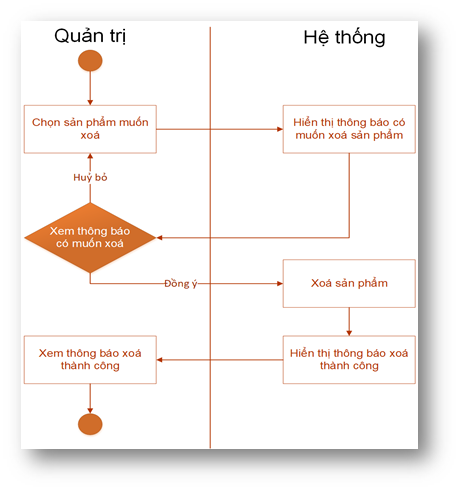 Quản trị
Hệ thống
Chọn sản phẩm muốn
xoá
Hiển thị thông báo có
muốn xoá sản phẩm
Huỷ bỏ
Xem thông báo
có muốn xoá
Đồng ý
Xoá sản phẩm
Xem thông báo xoá
thành công
Hiển thị thông báo xoá
thành công